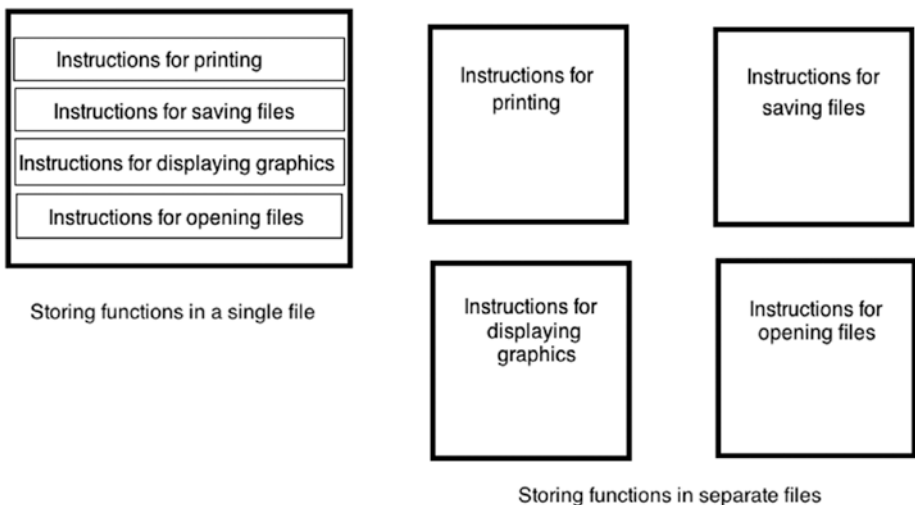 Instructions for printing
Instructions for saving files
Instructions for displaying graphics
Instructions for opening files
Storing functions in a single file
Instructions for
printing
Instructions for
saving files
Instructions for
displaying
graphics
Instructions for
opening files
Storing functions in separate files